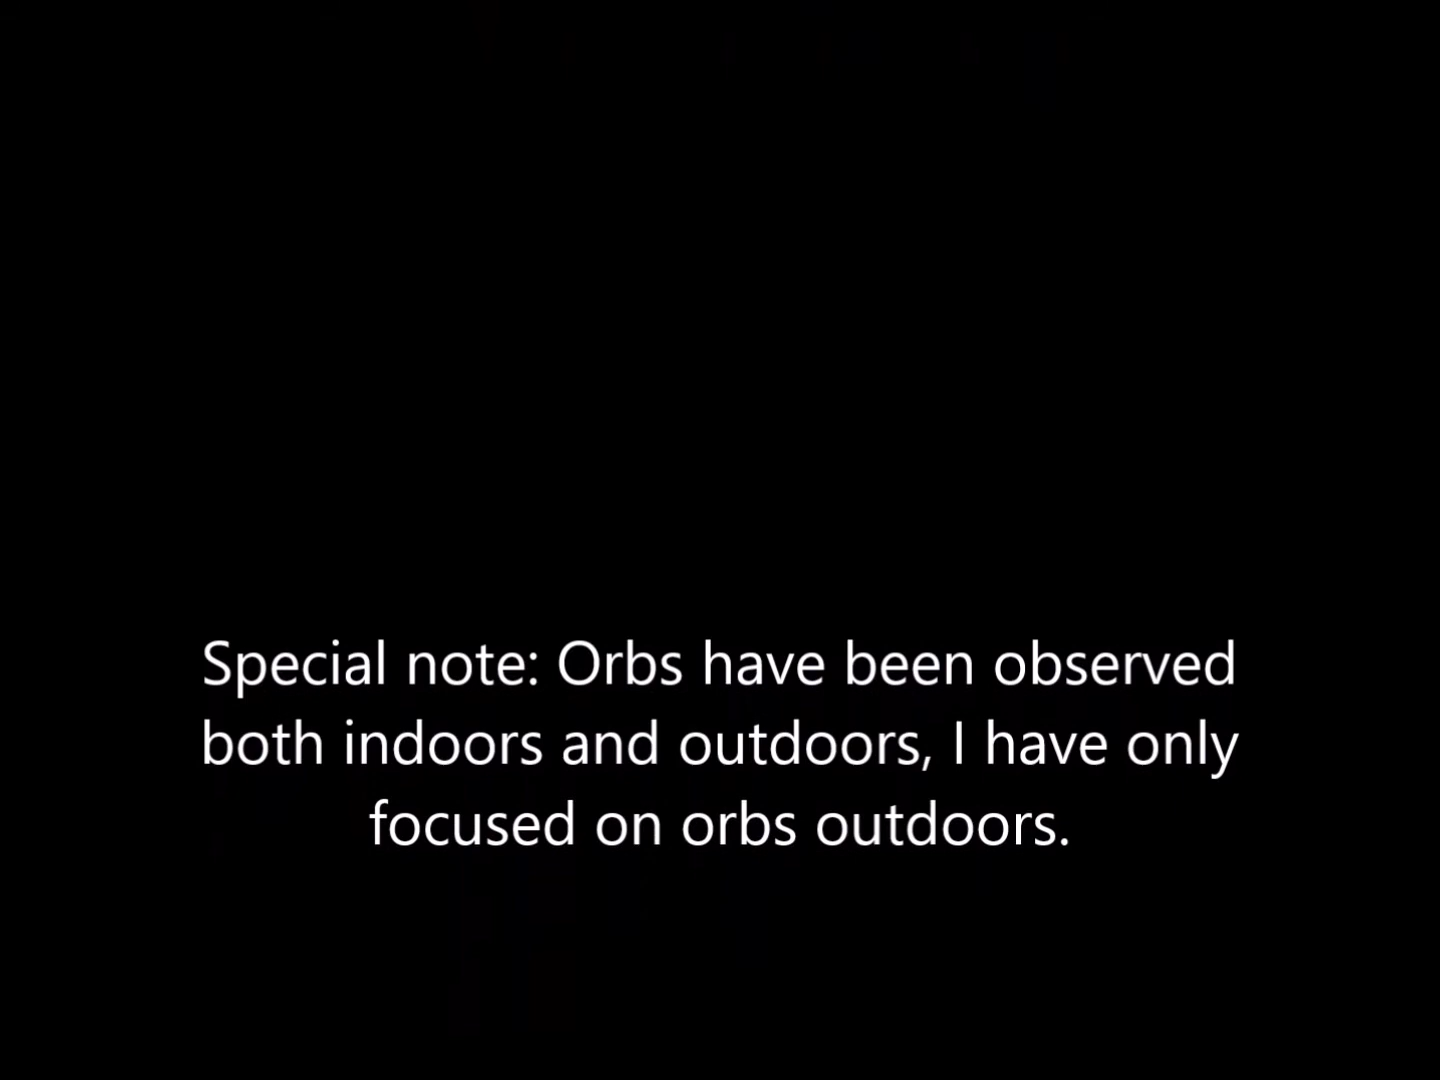 Special note: Orbs have been observed
both indoors and outdoors, I have only
focused on orbs outdoors.